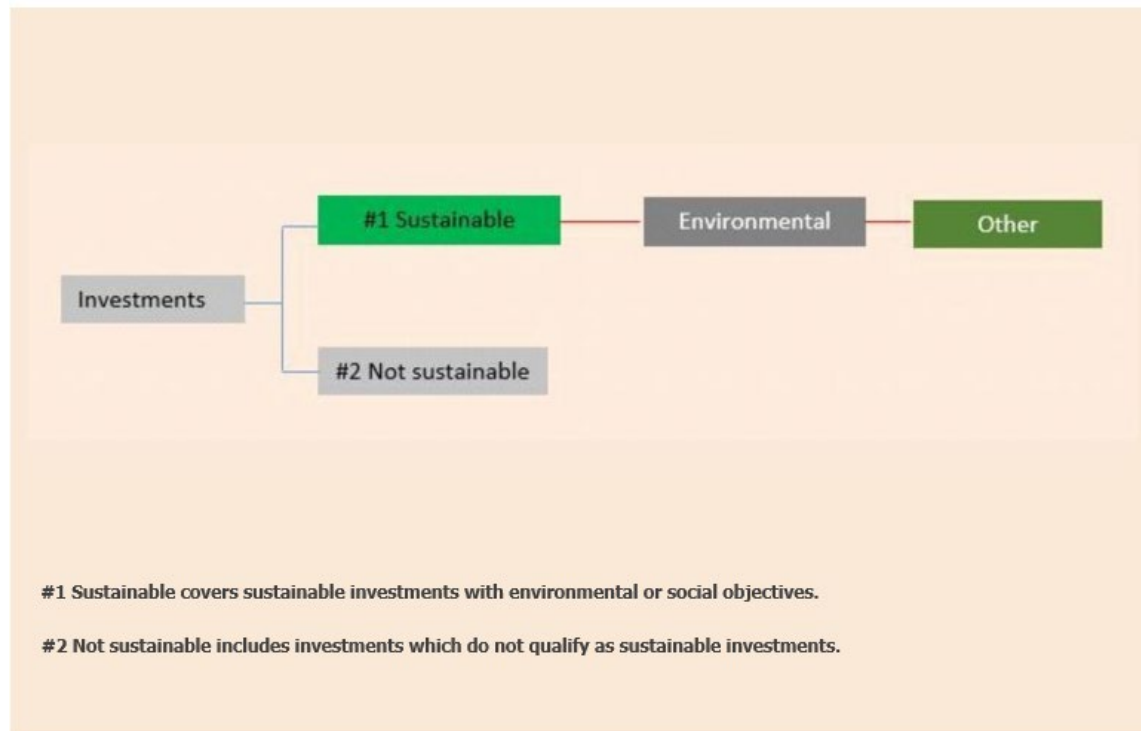 #1 Sustainable
Environmental
Other
Investments
#2 Not sustainable
#1 Sustainable covers sustainable investments with environmental or social objectives.
#2 Not sustainable includes investments which do not qualify as sustainable investments.